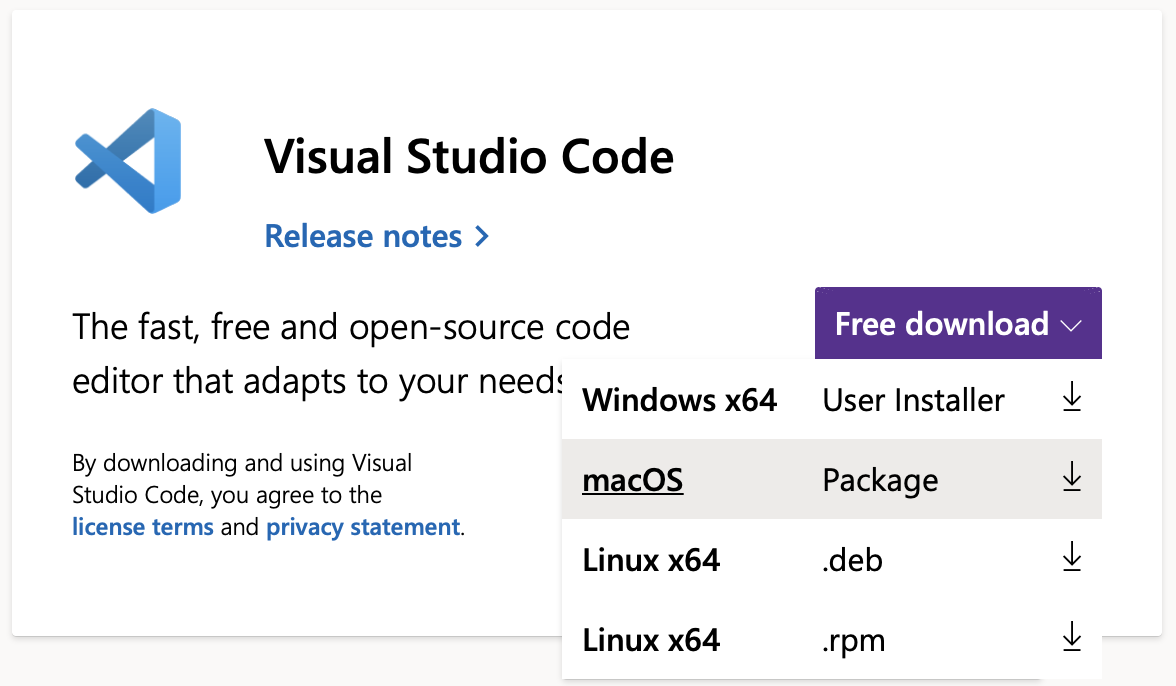 Visual Studio Code
Release notes
The fast, free and open-source code
editor that adapts to your needs
By downloading and using Visual
Studio Code, you agree to the
license terms and privacy statement.
Free download
Windows x64 User Installer
macOS Package
Linux x64 .deb
Linux x64 .rpm